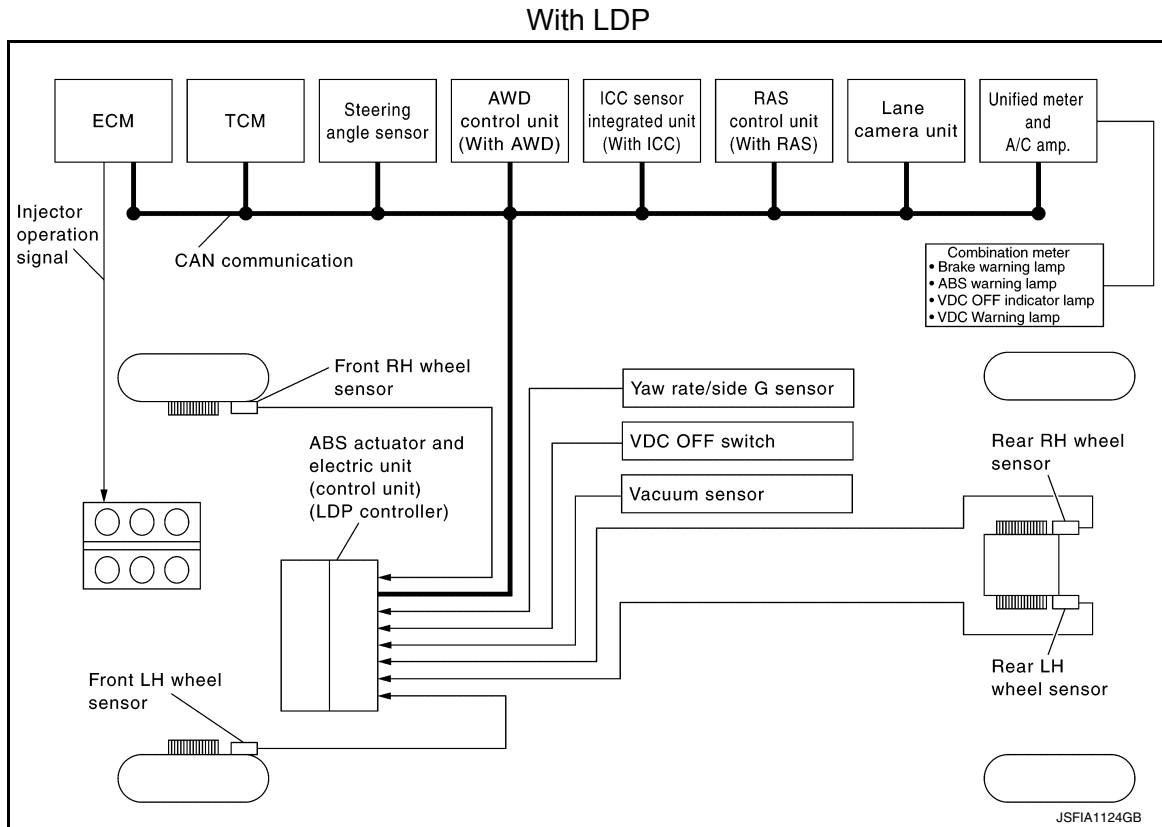 With LDP
ECM
TCM
Steering
angle sensor
AWD
control unit
(With AWD)
ICC sensor
integrated unit
(With ICC)
RAS
control unit
(With RAS)
Lane
camera unit
Unified meter
and
A/C amp.
Injector
operation
signal
CAN communication
Combination meter
• Brake warning lamp
• ABS warning lamp
• VDC OFF indicator lamp
• VDC Warning lamp
Front RH wheel
sensor
Yaw rate/side G sensor
VDC OFF switch
Vacuum sensor
ABS actuator and
electric unit
(control unit)
(LDP controller)
Rear RH wheel
sensor
Front LH wheel
sensor
Rear LH
wheel sensor
JSFIA1124GB